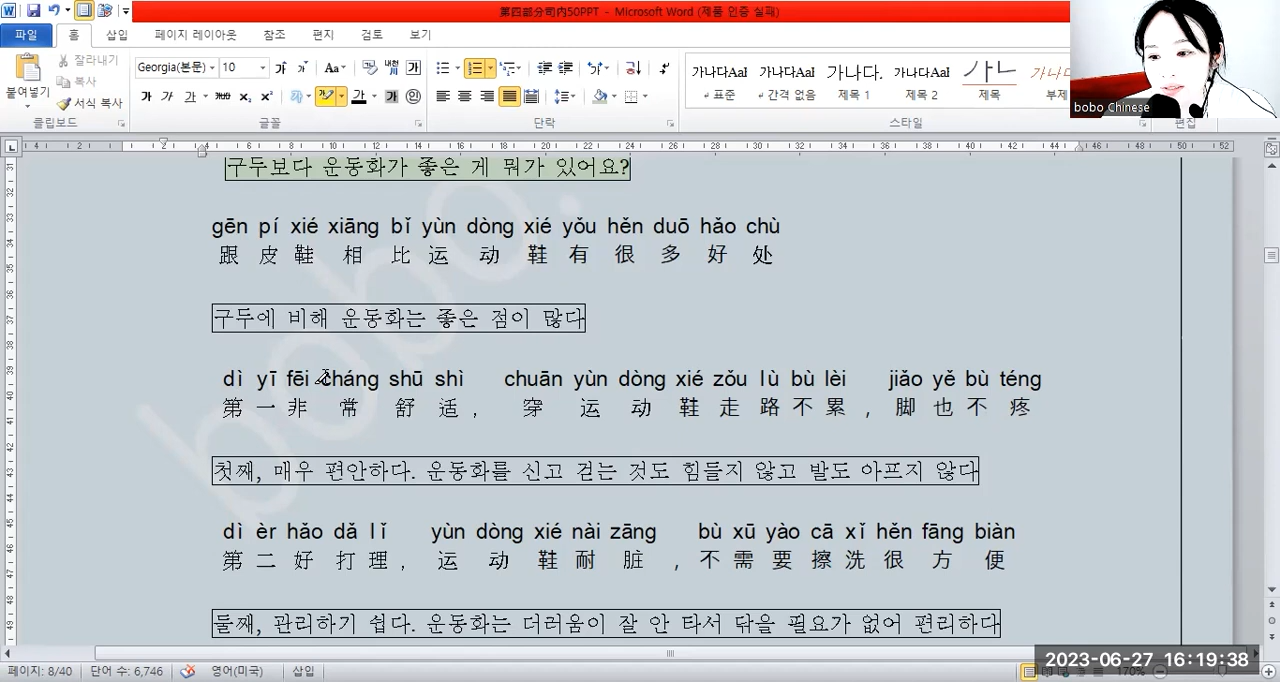 第四部分司内50PPT - Microsoft Word (제품 인증 실패)
파일 홈 삽입 페이지 레이아웃 참조 편지 검토 보기
붙여넣기 잘라내기 복사 서식 복사
Georgia(본문) 10
가나다AaI 가나다AaI 가나다. 가나다AaI
↲ 표준 ↲ 간격 없음 제목 1 제목 2 제목 부제
클립보드 글꼴 단락 스타일 편집
bobo Chinese
구두보다 운동화가 좋은 게 뭐가 있어요?
gēn pí xié xiāng bǐ yùn dòng xié yǒu hěn duō hǎo chù
跟 皮 鞋 相 比 运 动 鞋 有 很 多 好 处
구두에 비해 운동화는 좋은 점이 많다
dì yī fēi cháng shū shì chuān yùn dòng xié zǒu lù bù lèi jiǎo yě bù téng
第 一 非 常 舒 适 ， 穿 运 动 鞋 走 路 不 累 ， 脚 也 不 疼
첫째, 매우 편안하다. 운동화를 신고 걷는 것도 힘들지 않고 발도 아프지 않다
dì èr hǎo dǎ lǐ yùn dòng xié nài zāng bù xū yào cā xǐ hěn fāng biàn
第 二 好 打 理 ， 运 动 鞋 耐 脏 ， 不 需 要 擦 洗 很 方 便
둘째, 관리하기 쉽다. 운동화는 더러움이 잘 안 타서 닦을 필요가 없어 편리하다
bobo.
페이지: 8/40 단어 수: 6,746 영어(미국) 삽입 170%
2023-06-27 16:19:38